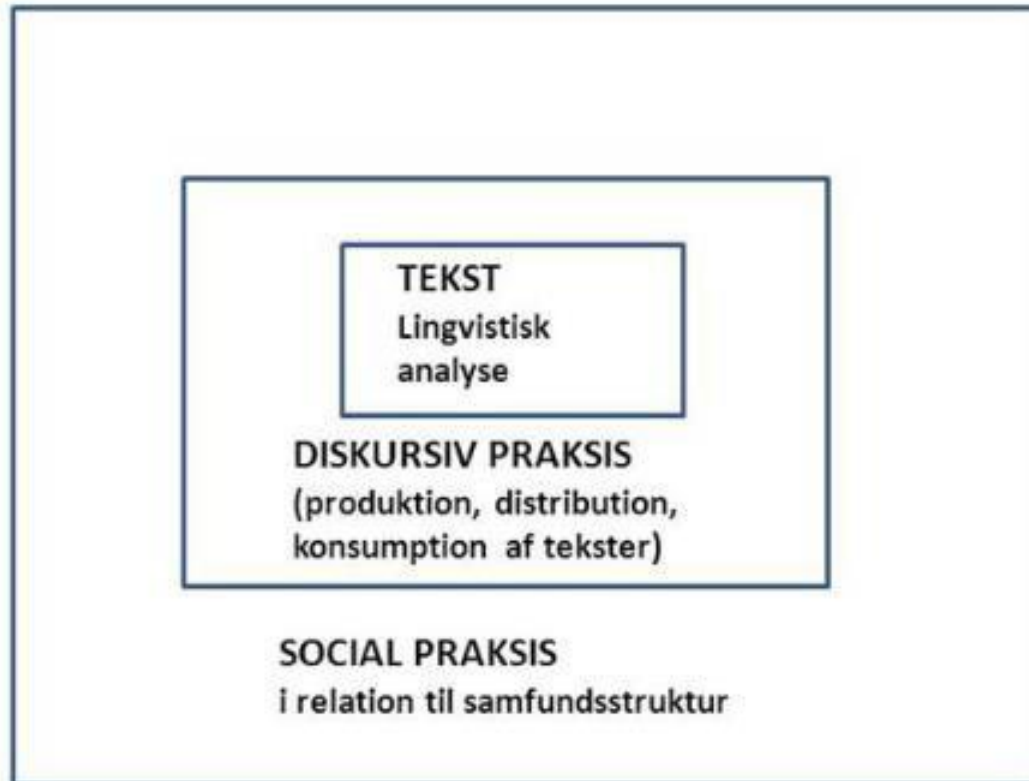 TEKST
Lingvistisk
analyse
DISKURSIV PRAKSIS
(produktion, distribution,
konsumption af tekster)
SOCIAL PRAKSIS
i relation til samfundsstruktur